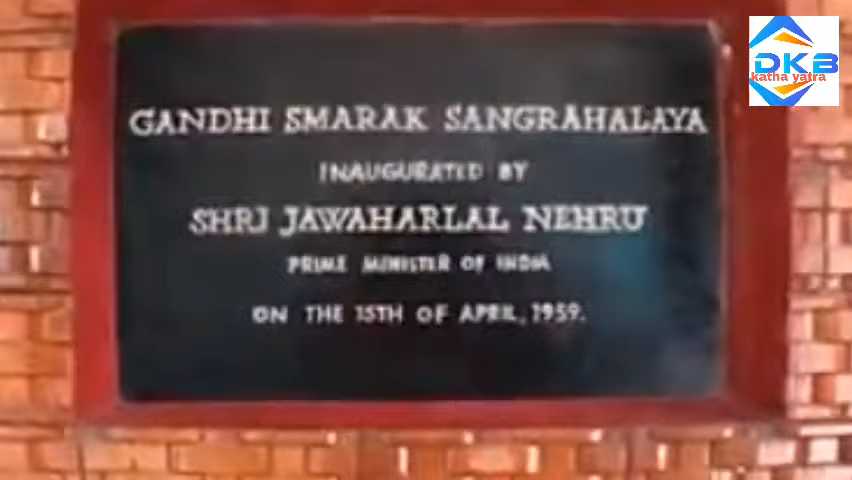 GANDHI SMARAK SANGRAHALAYA
INAUGURATED BY
SHRI JAWAHARLAL NEHRU
PRIME MINISTER OF INDIA
ON THE 15TH OF APRIL, 1959.
DKB
katha yatra